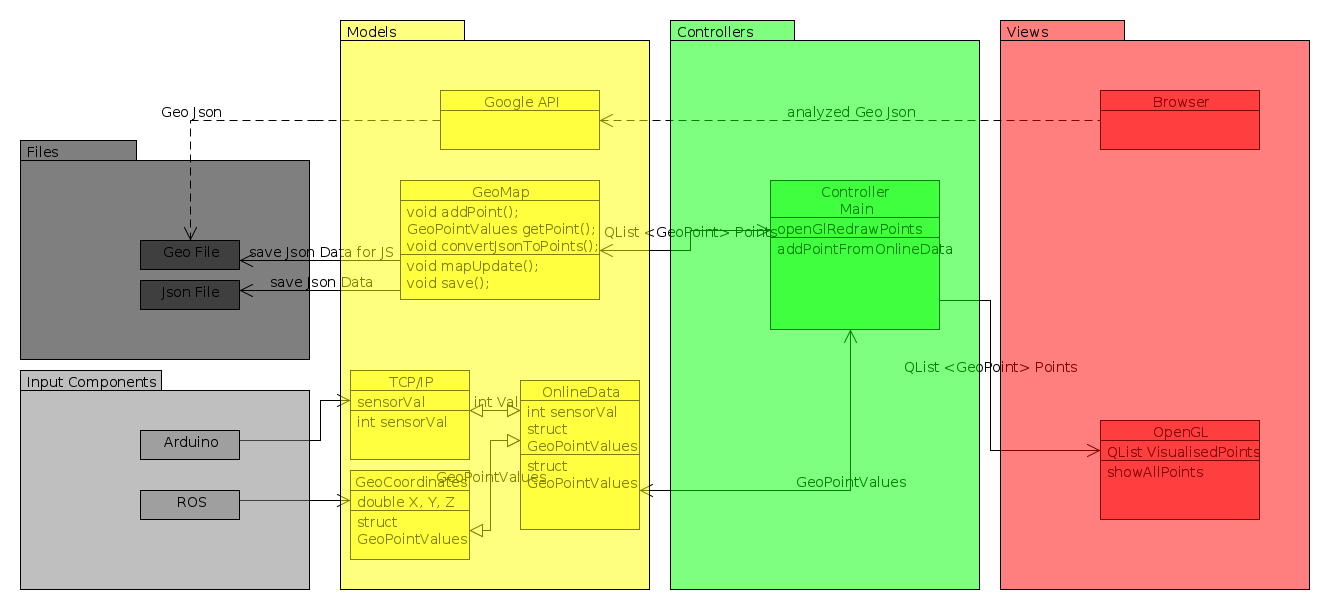 Models
Controllers
Views
Google API
Browser
Geo Json
analyzed Geo Json
Files
GeoMap
void addPoint();
GeoPointValues getPoint();
void convertJsonToPoints();
void mapUpdate();
void save();
QList <GeoPoint> Points
Controller
Main
openGlRedrawPoints
addPointFromOnlineData
Geo File
save Json Data for JS
Json File
save Json Data
QList <GeoPoint> Points
Input Components
TCP/IP
sensorVal
int sensorVal
int Val
OnlineData
int sensorVal
struct
GeoPointValues
struct
GeoPointValues
Arduino
GeoPointValues
GeoCoordinates
double X, Y, Z
struct
GeoPointValues
ROS
GeoPointValues
OpenGL
QList VisualisedPoints
showAllPoints